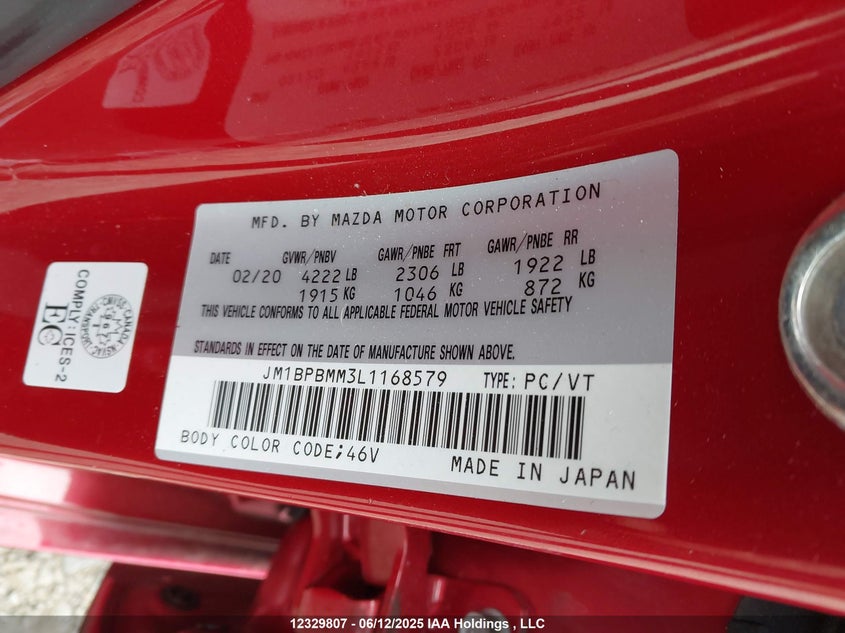 MFD. BY MAZDA MOTOR CORPORATION
DATE GVWR/PNBV GAWR/PNBE FRT GAWR/PNBE RR
02/20 4222 LB 2306 LB 1922 LB
1915 KG 1046 KG 872 KG
THIS VEHICLE CONFORMS TO ALL APPLICABLE FEDERAL MOTOR VEHICLE SAFETY
STANDARDS IN EFFECT ON THE DATE OF MANUFACTURE SHOWN ABOVE.
JM1BPBMM3L1168579 TYPE: PC/VT
BODY COLOR CODE;46V
MADE IN JAPAN
COMPLY:ICES-2
EC
12329807 - 06/12/2025 IAA Holdings , LLC